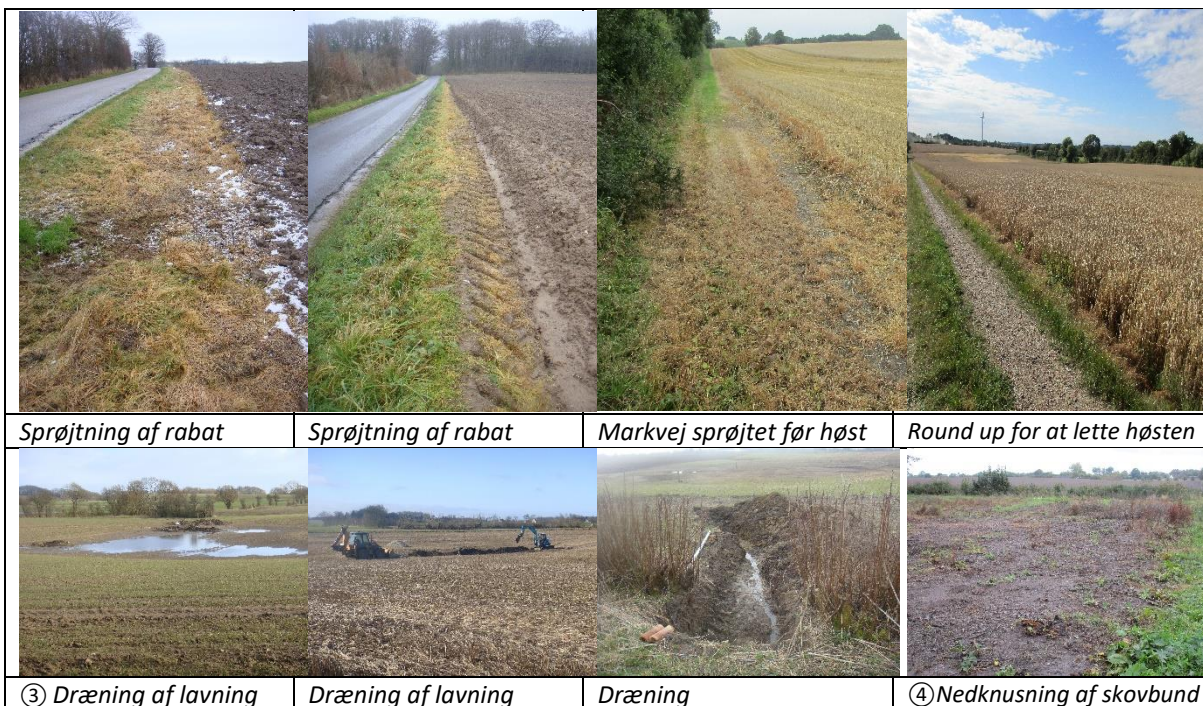 Sprøjtning af rabat
Sprøjtning af rabat
Markvej sprøjtet før høst
Round up for at lette høsten
③ Dræning af lavning
Dræning af lavning
Dræning
④Nedknusning af skovbund